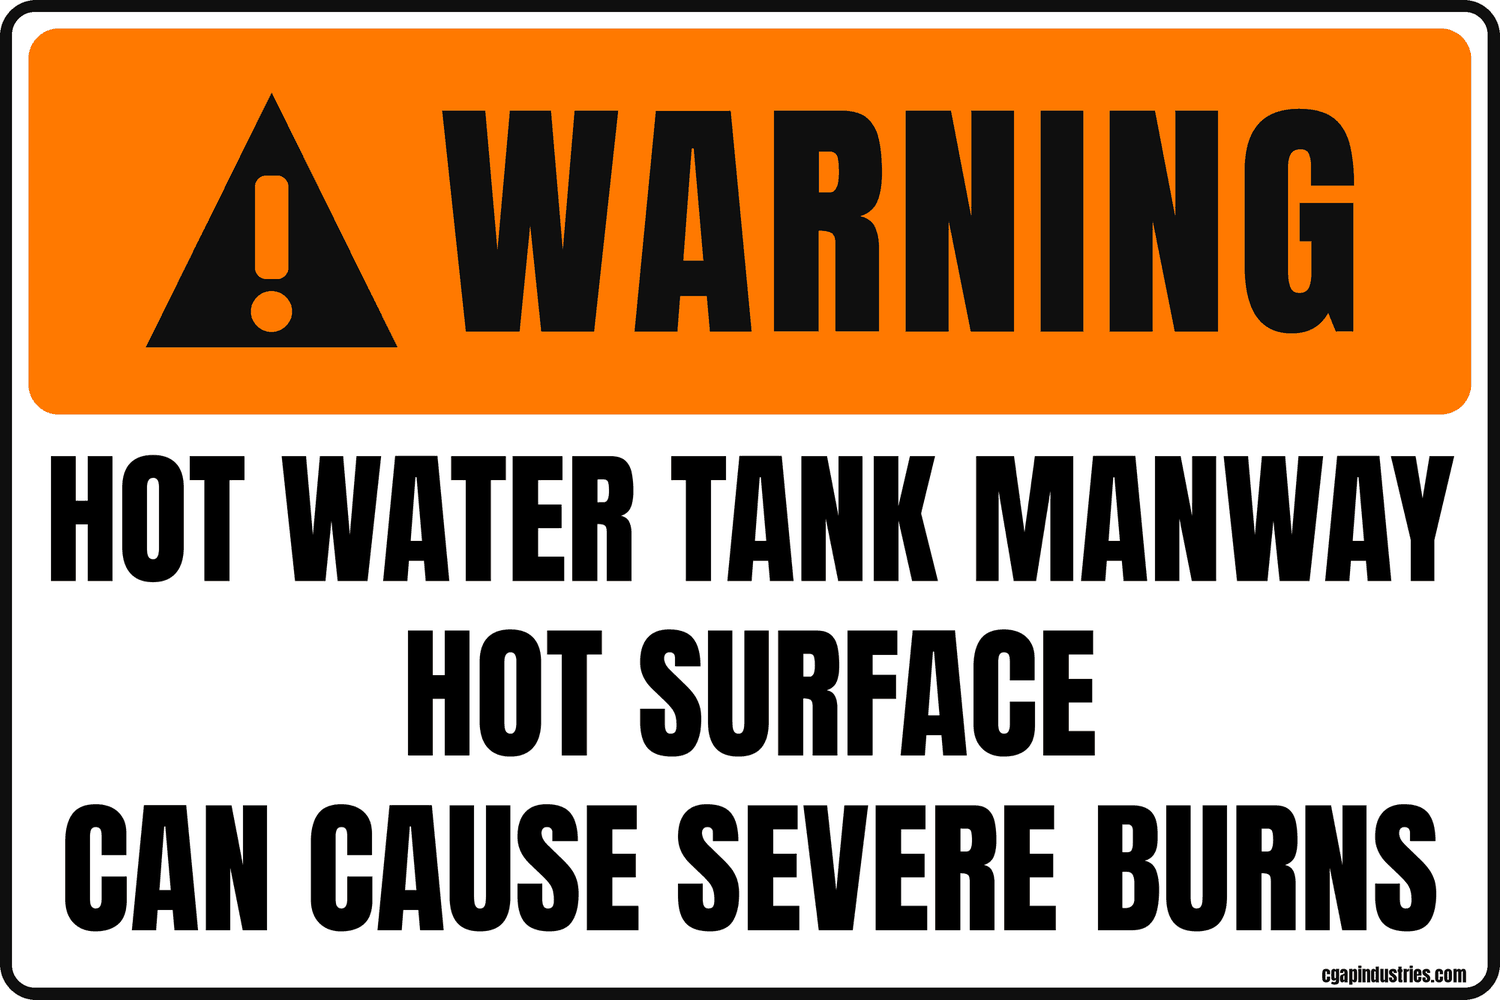 WARNING
HOT WATER TANK MANWAY
HOT SURFACE
CAN CAUSE SEVERE BURNS
cgapindustries.com